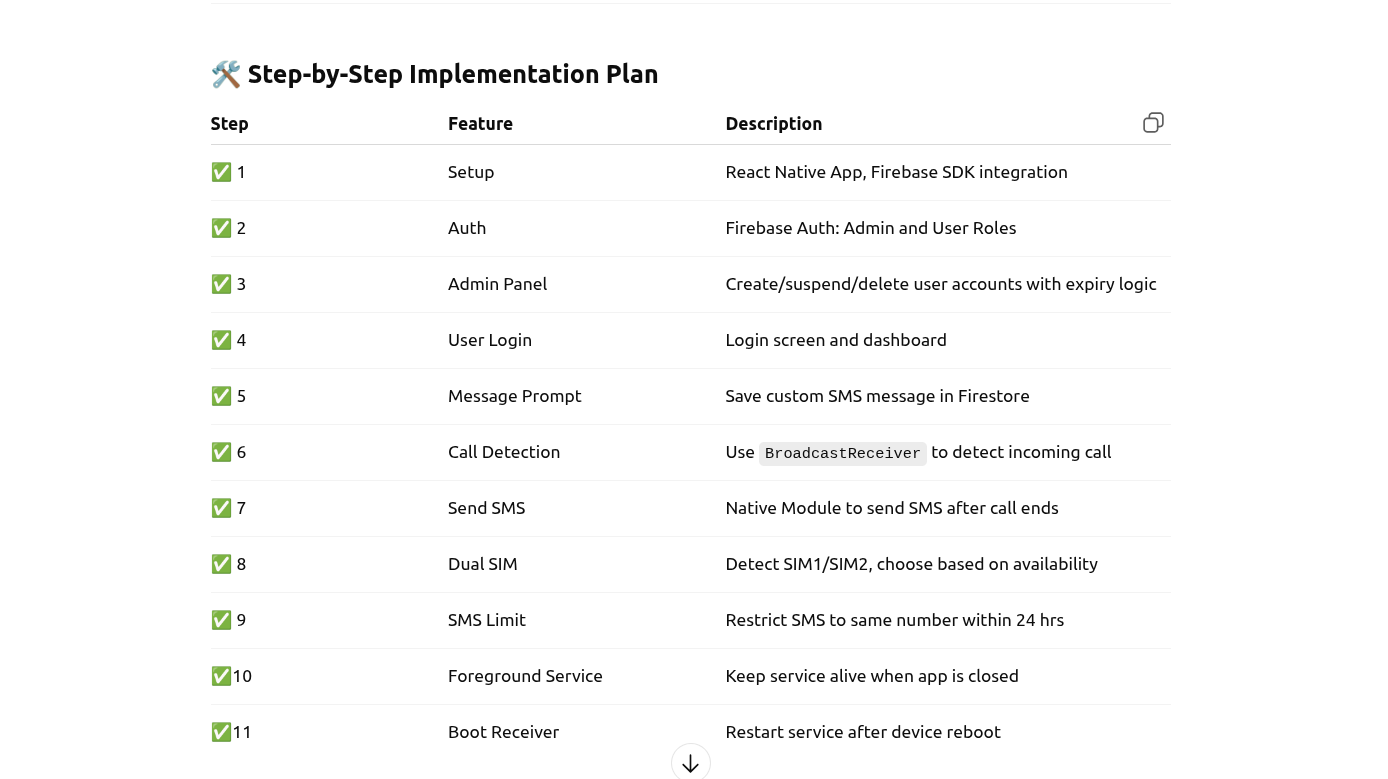 🛠️ Step-by-Step Implementation Plan
Step Feature Description
✅ 1 Setup React Native App, Firebase SDK integration
✅ 2 Auth Firebase Auth: Admin and User Roles
✅ 3 Admin Panel Create/suspend/delete user accounts with expiry logic
✅ 4 User Login Login screen and dashboard
✅ 5 Message Prompt Save custom SMS message in Firestore
✅ 6 Call Detection Use BroadcastReceiver to detect incoming call
✅ 7 Send SMS Native Module to send SMS after call ends
✅ 8 Dual SIM Detect SIM1/SIM2, choose based on availability
✅ 9 SMS Limit Restrict SMS to same number within 24 hrs
✅10 Foreground Service Keep service alive when app is closed
✅11 Boot Receiver Restart service after device reboot